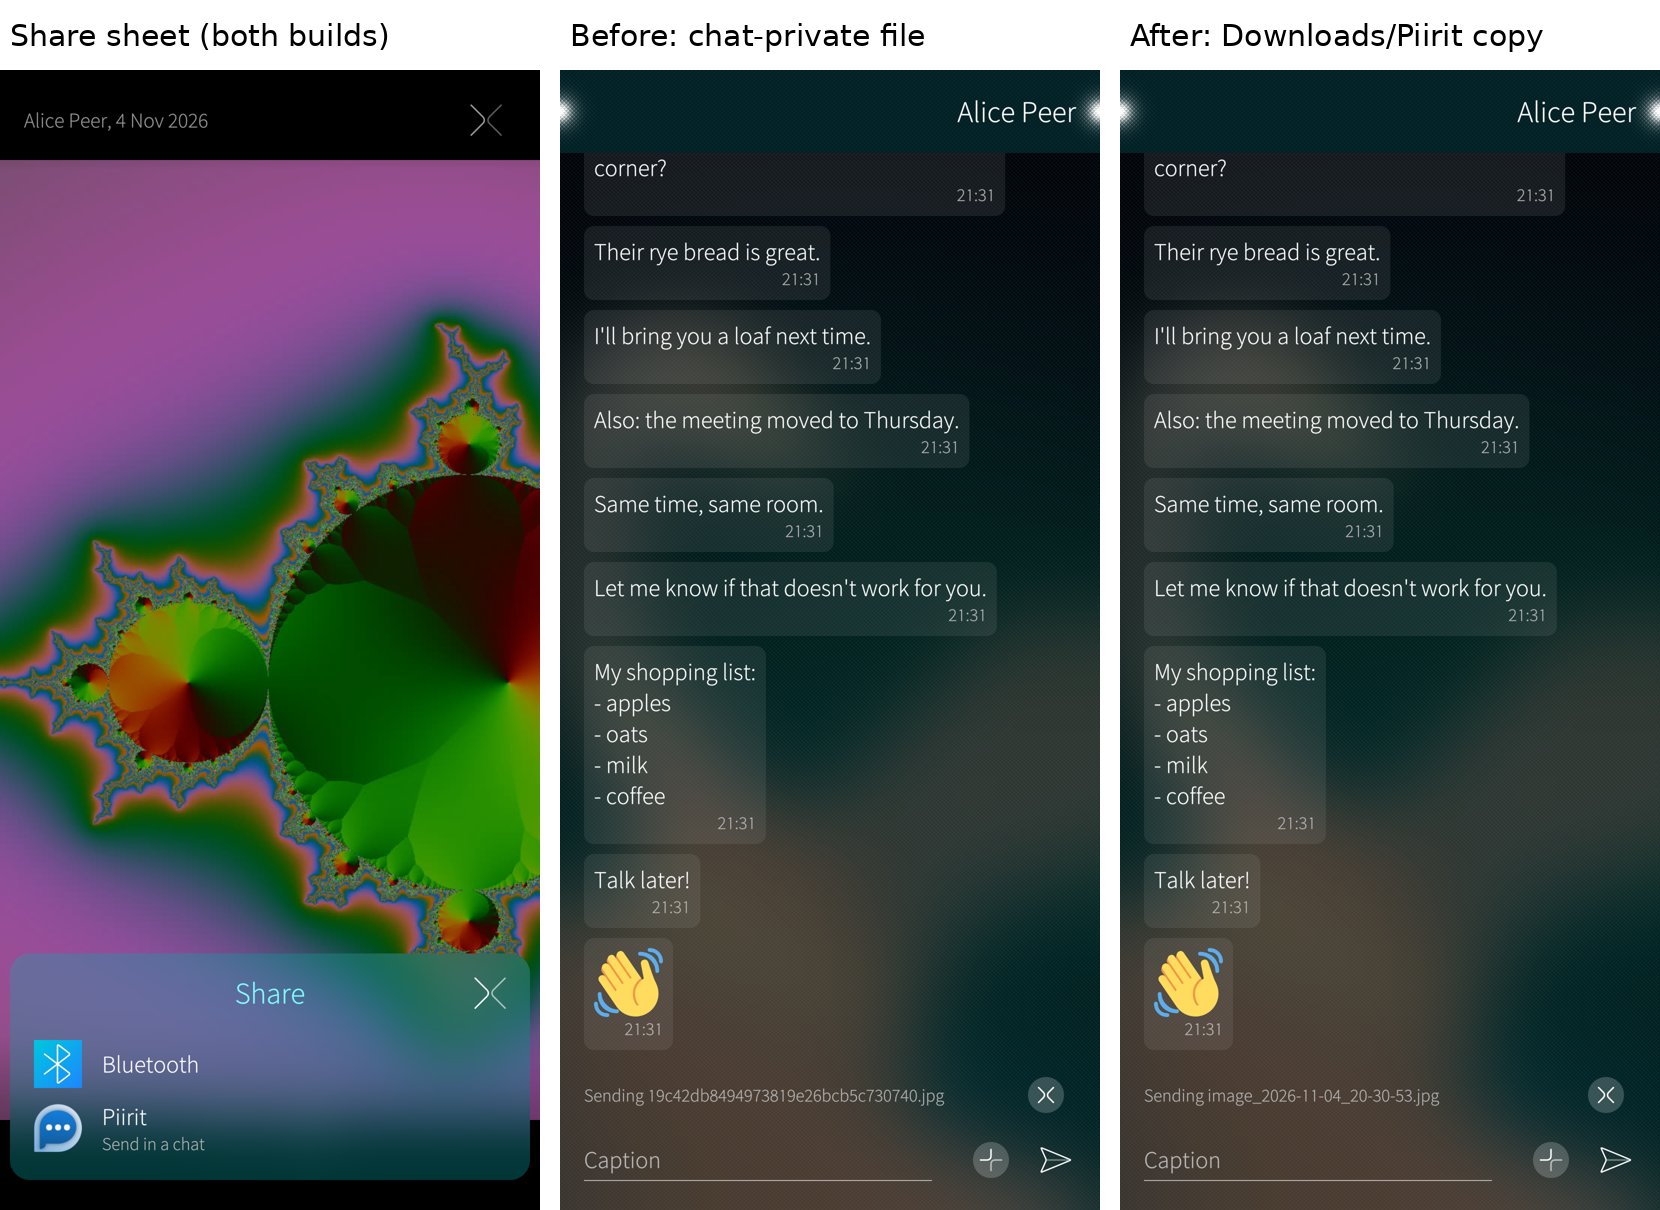 Share sheet (both builds)
Alice Peer, 4 Nov 2026
Share
Bluetooth
Piirit
Send in a chat
Before: chat-private file
Alice Peer
corner?
21:31
Their rye bread is great.
21:31
I'll bring you a loaf next time.
21:31
Also: the meeting moved to Thursday.
21:31
Same time, same room.
21:31
Let me know if that doesn't work for you.
21:31
My shopping list:
- apples
- oats
- milk
- coffee
21:31
Talk later!
21:31
21:31
Sending 19c42db8494973819e26bcb5c730740.jpg
Caption
After: Downloads/Piirit copy
Alice Peer
corner?
21:31
Their rye bread is great.
21:31
I'll bring you a loaf next time.
21:31
Also: the meeting moved to Thursday.
21:31
Same time, same room.
21:31
Let me know if that doesn't work for you.
21:31
My shopping list:
- apples
- oats
- milk
- coffee
21:31
Talk later!
21:31
21:31
Sending image_2026-11-04_20-30-53.jpg
Caption